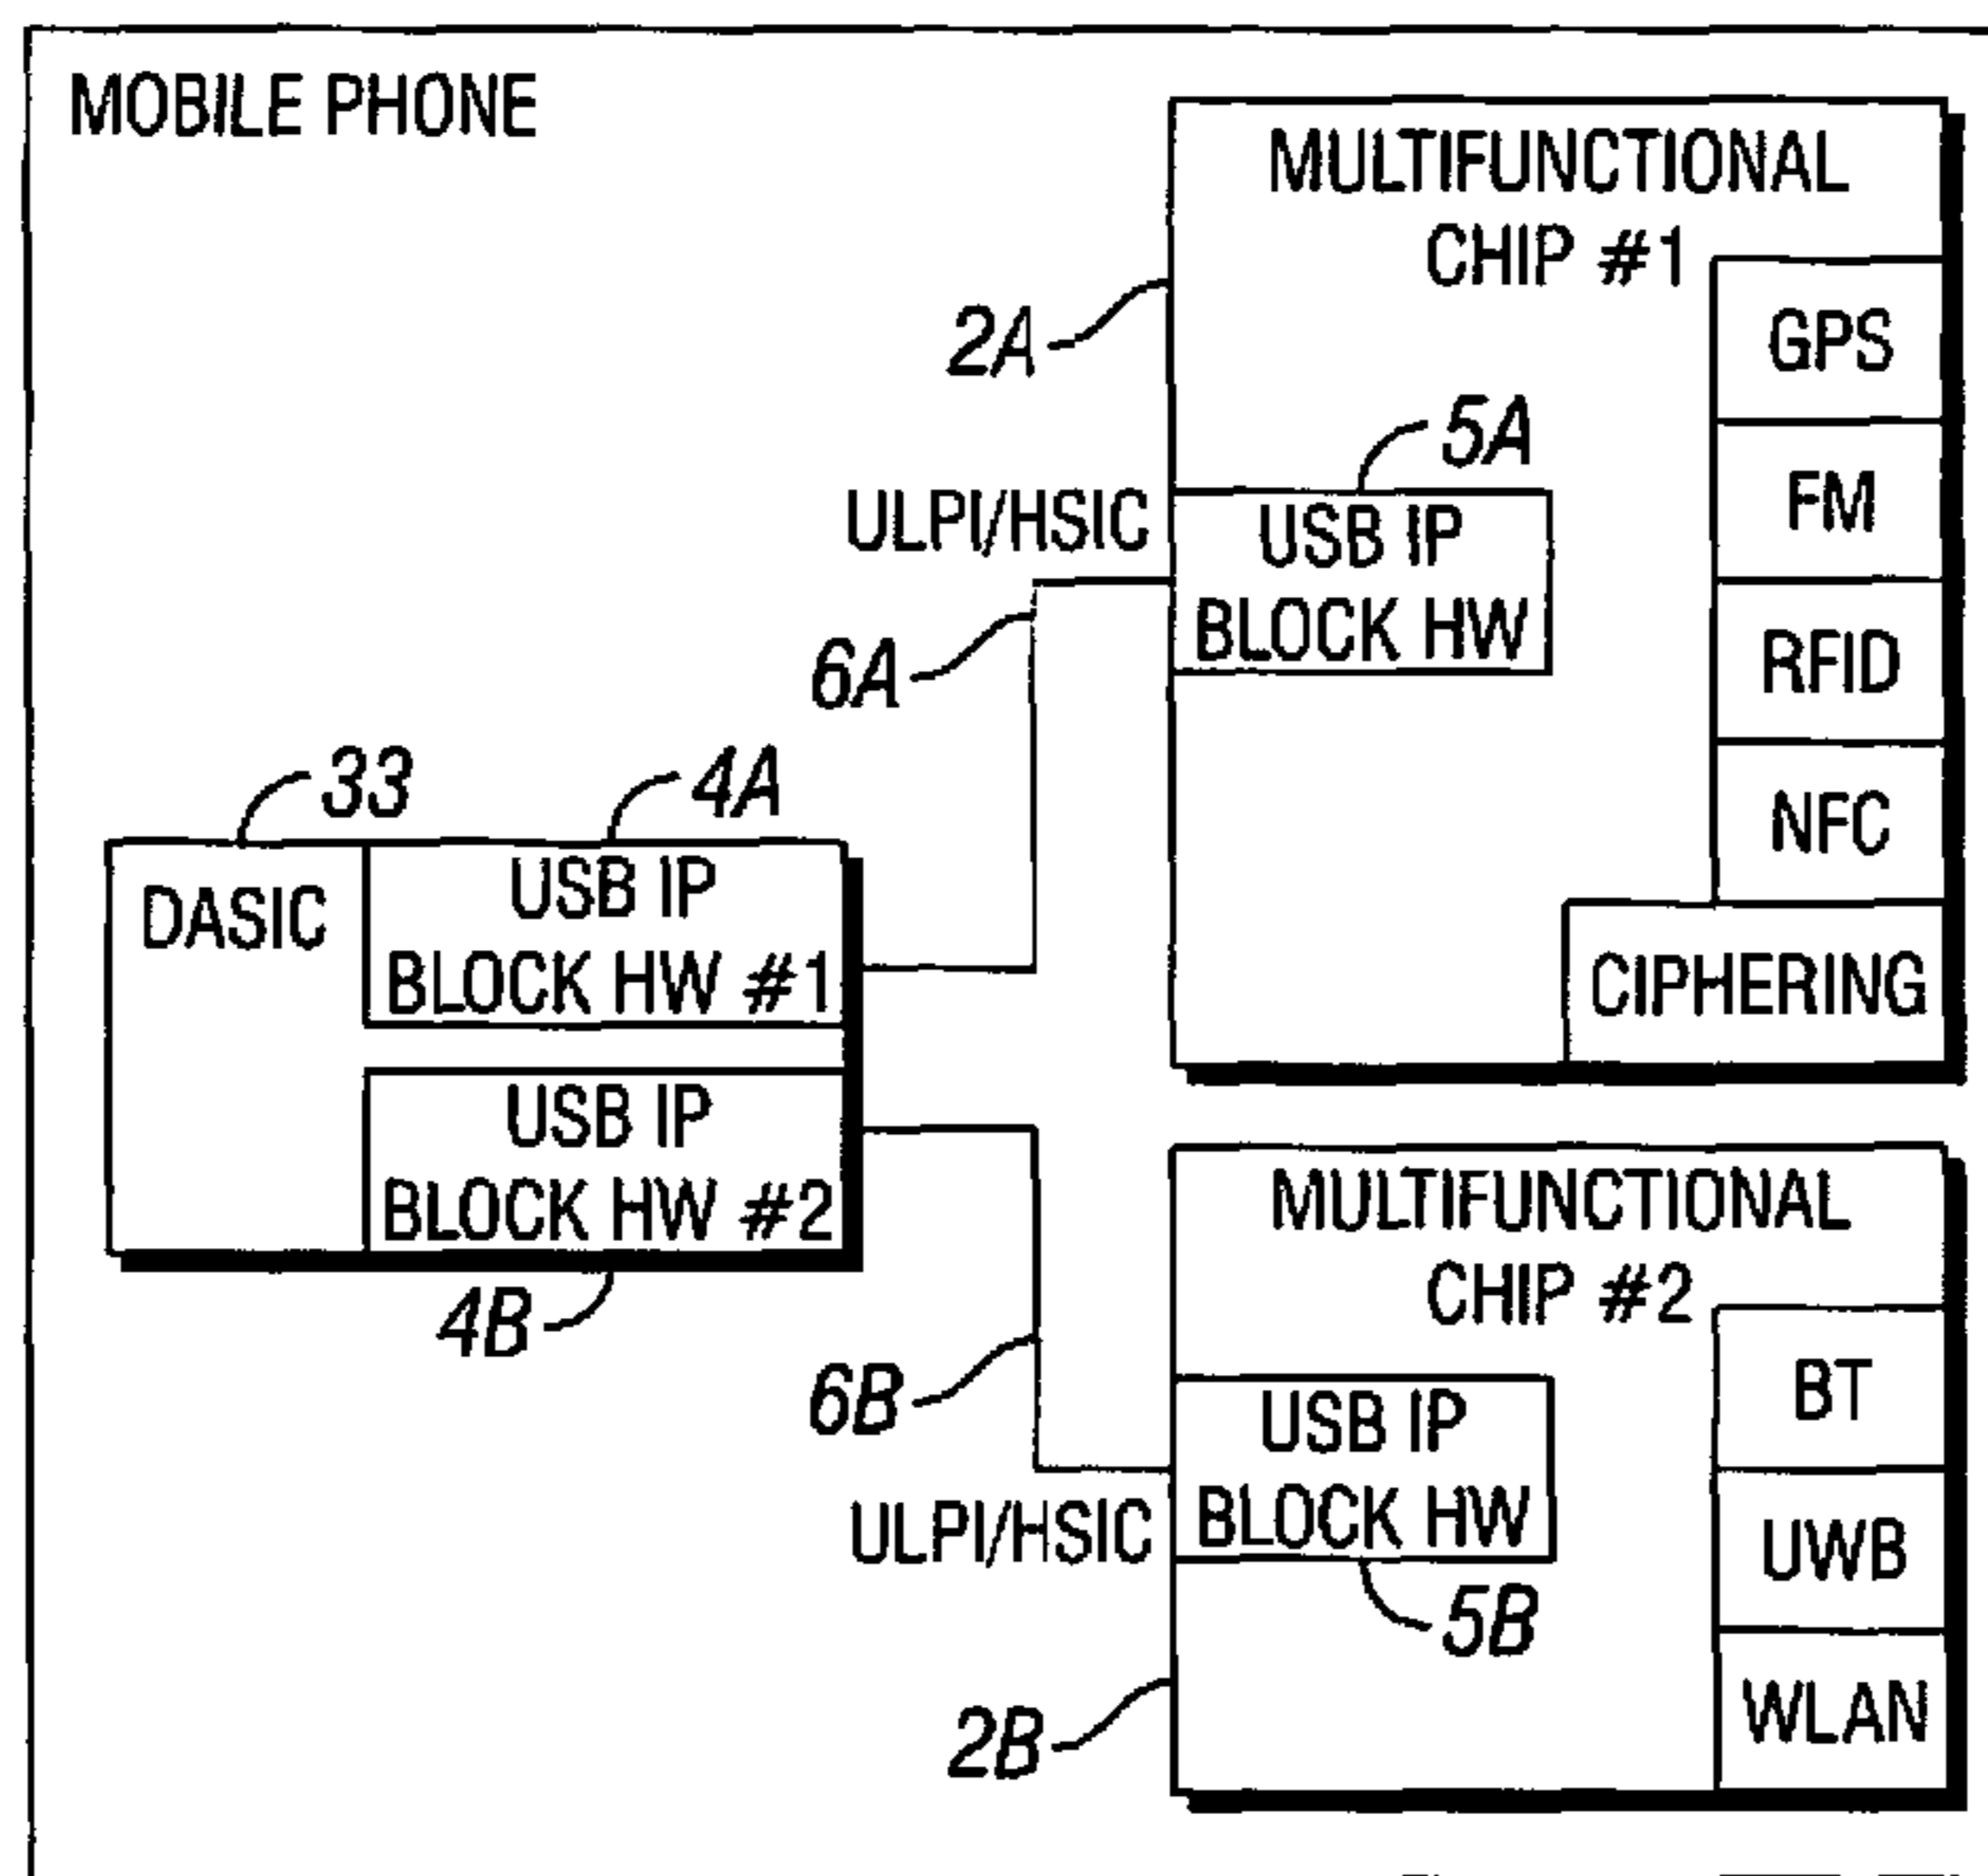 MOBILE PHONE
MULTIFUNCTIONAL
CHIP #1
2A
GPS
5A
FM
ULPI/HSIC
USB IP
BLOCK HW
6A
RFID
NFC
CIPHERING
33
4A
DASIC
USB IP
BLOCK HW #1
USB IP
BLOCK HW #2
4B
MULTIFUNCTIONAL
CHIP #2
BT
6B
USB IP
BLOCK HW
ULPI/HSIC
UWB
5B
2B
WLAN